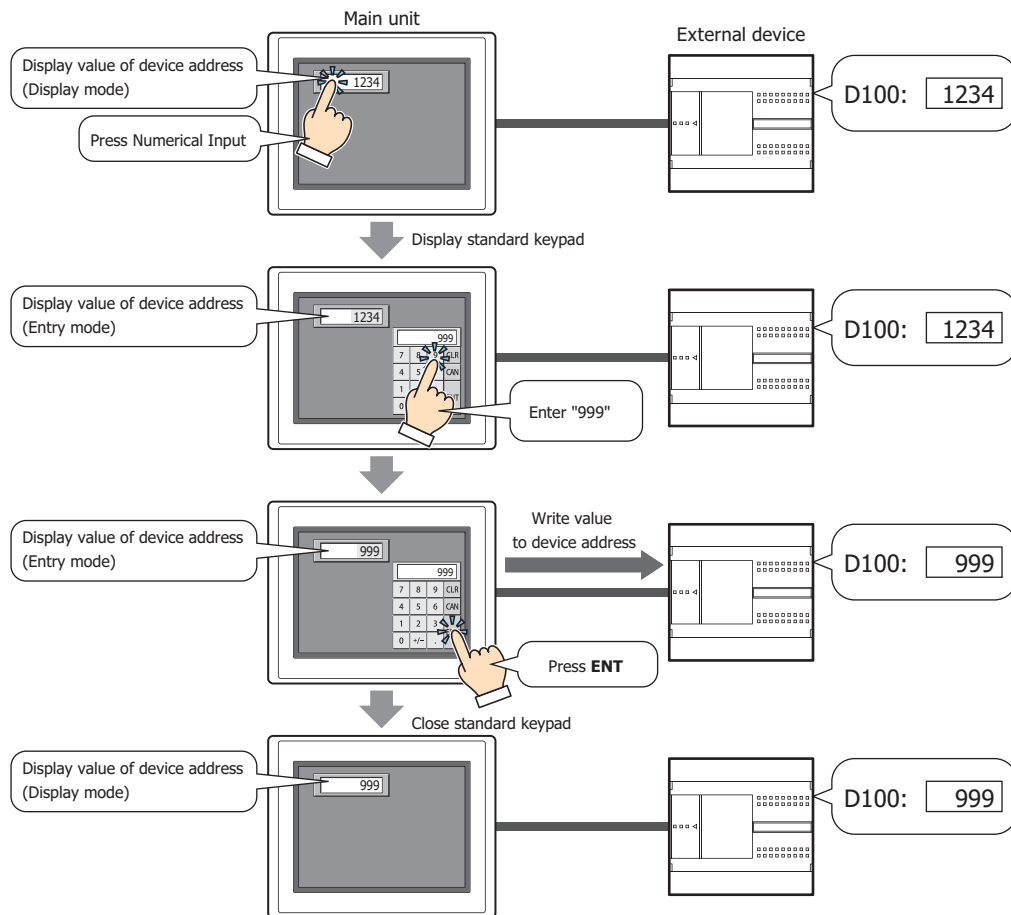 Main unit
External device
Display value of device address
(Display mode)
1234
D100: 1234
Press Numerical Input
Display standard keypad
Display value of device address
(Entry mode)
1234
D100: 1234
999
7 8 9 CLR
4 5 CAN
1
0
Enter "999"
Display value of device address
(Entry mode)
999
Write value
to device address
D100: 999
999
7 8 9 CLR
4 5 6 CAN
1 2 3
0 +/- .
Press ENT
Close standard keypad
Display value of device address
(Display mode)
999
D100: 999